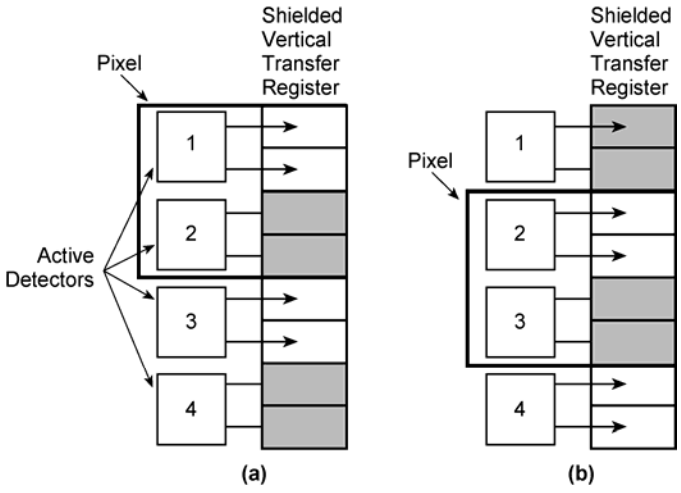 Shielded
Vertical
Transfer
Register
Pixel
1
2
Active
Detectors
3
4
(a)
Shielded
Vertical
Transfer
Register
1
Pixel
2
3
4
(b)